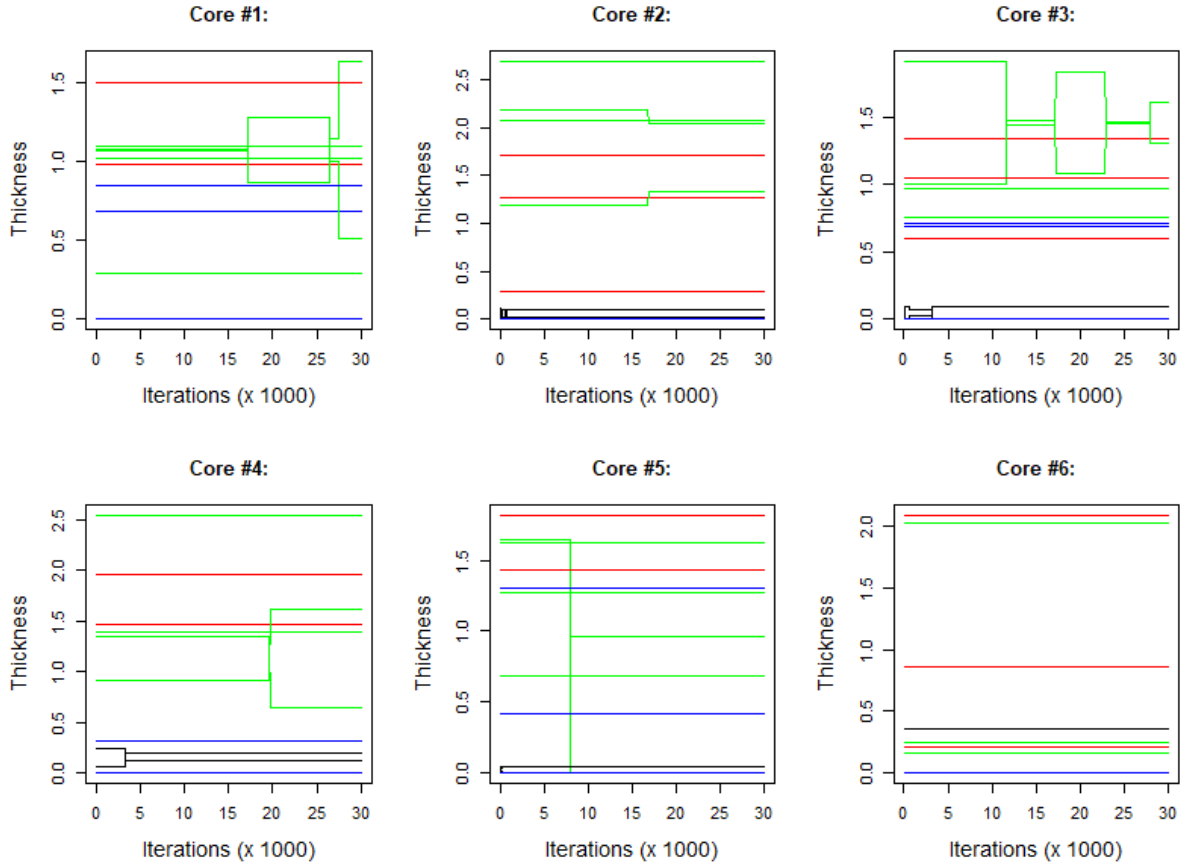 Core #1:
Thickness
0.0 0.5 1.0 1.5
0 5 10 15 20 25 30
Iterations (x 1000)
Core #2:
Thickness
0.0 0.5 1.0 1.5 2.0 2.5
0 5 10 15 20 25 30
Iterations (x 1000)
Core #3:
Thickness
0.0 0.5 1.0 1.5
0 5 10 15 20 25 30
Iterations (x 1000)
Core #4:
Thickness
0.0 0.5 1.0 1.5 2.0 2.5
0 5 10 15 20 25 30
Iterations (x 1000)
Core #5:
Thickness
0.0 0.5 1.0 1.5
0 5 10 15 20 25 30
Iterations (x 1000)
Core #6:
Thickness
0.0 0.5 1.0 1.5 2.0
0 5 10 15 20 25 30
Iterations (x 1000)